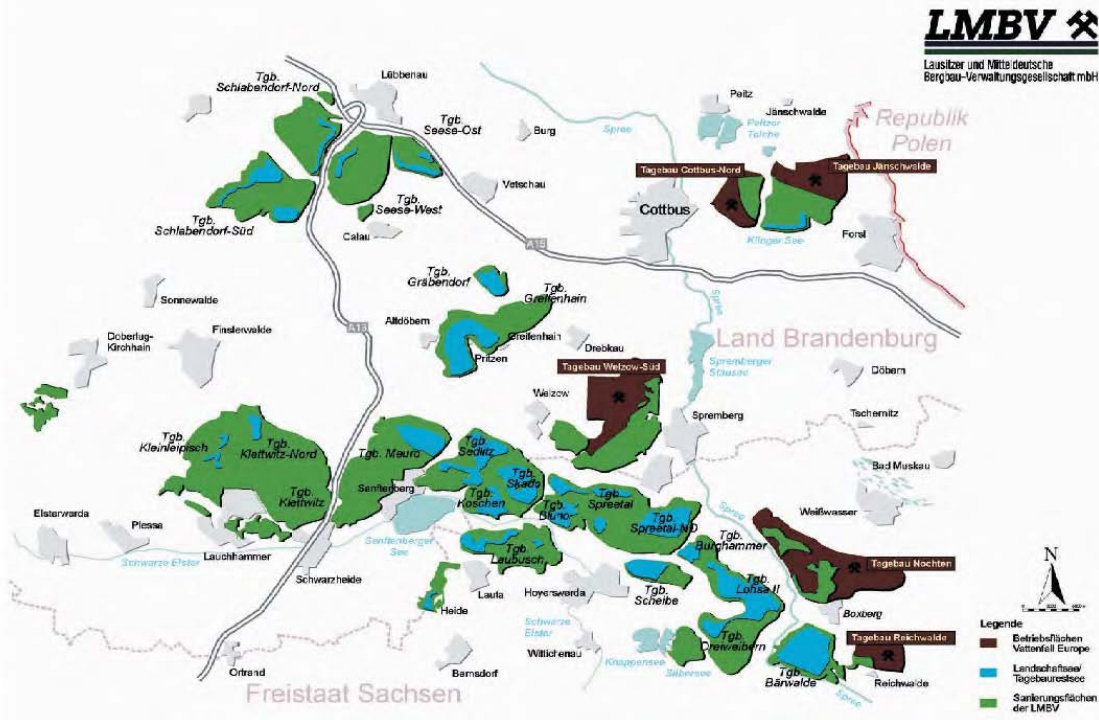 LMBV
Lausitzer und Mitteldeutsche
Bergbau-Verwaltungsgesellschaft mbH
Tgb.
Schlabendorf-Nord
Lübbenau
Tgb.
Seese-Ost
Burg
Spree
Peitz
Jänschwalde
Peitzer
Teiche
Republik
Polen
Tagebau Cottbus-Nord
Tagebau Jänschwalde
Vetschau
Tgb.
Seese-West
Cottbus
Tgb.
Schlabendorf-Süd
Calau
A15
Klinger See
Forst
Tgb.
Gräbendorf
Tgb.
Greifenhain
Spree
Sonnewalde
Altdöbern
A13
Finsterwalde
Doberlug-
Kirchhain
Greifenhain
Pritzen
Drebkau
Land Brandenburg
Tagebau Welzow-Süd
Spremberger
Stausee
Döbern
Welzow
Spremberg
Tschernitz
Tgb.
Kleinleipisch
Tgb.
Klettwitz-Nord
Tgb. Meuro
Tgb.
Sedlitz
Tgb.
Skado
Bad Muskau
Senftenberg
Tgb.
Klettwitz
Tgb.
Koschen
Tgb.
Bluno
Tgb.
Spreetal
Elsterwerda
Plessa
Weißwasser
Spree
Tgb.
Spreetal-NO
Lauchhammer
Schwarze Elster
Senftenberger
See
Tgb.
Burghammer
Schwarzheide
Tgb.
Laubusch
Tagebau Nochten
N
Tgb.
Lohsa II
Lauta
Hoyerswerda
Tgb.
Scheibe
Heide
Boxberg
Legende
Betriebsflächen
Vattenfall Europe
Schwarze
Elster
Wittichenau
Tgb.
Dreiweibern
Tagebau Reichwalde
Knappensee
Silbersee
Landschaftsee/
Tagebaurestsee
Ortrand
Bernsdorf
Tgb.
Bärwalde
Reichwalde
Spree
Freistaat Sachsen
Sanierungsflächen
der LMBV